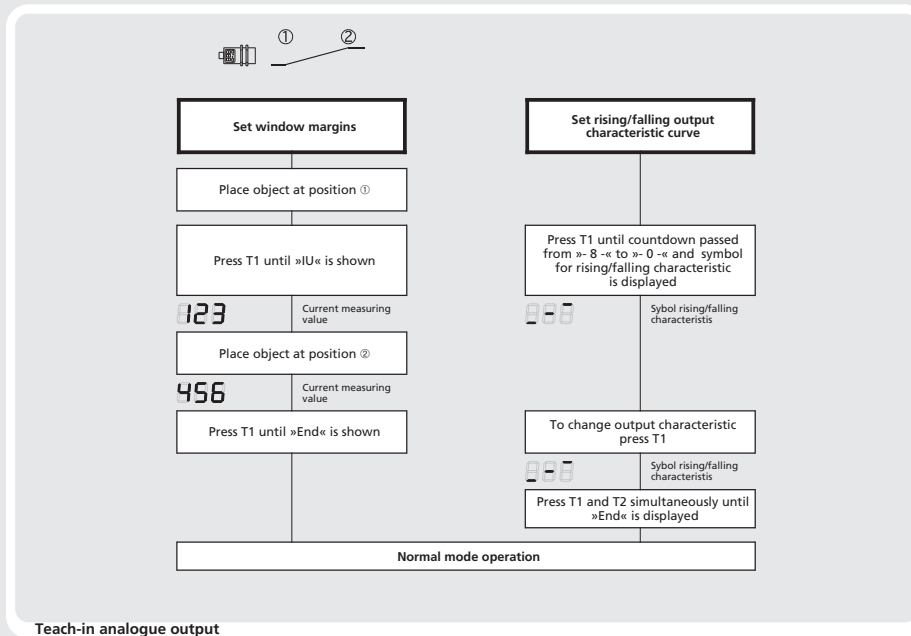 ① ②
Set window margins
Set rising/falling output
characteristic curve
Place object at position ①
Press T1 until »IU« is shown
Press T1 until countdown passed
from »- 8 -« to »- 0 -« and symbol
for rising/falling characteristic
is displayed
123
Current measuring
value
Sybol rising/falling
characteristis
Place object at position ②
456
Current measuring
value
Press T1 until »End« is shown
To change output characteristic
press T1
Sybol rising/falling
characteristis
Press T1 and T2 simultaneously until
»End« is displayed
Normal mode operation
Teach-in analogue output